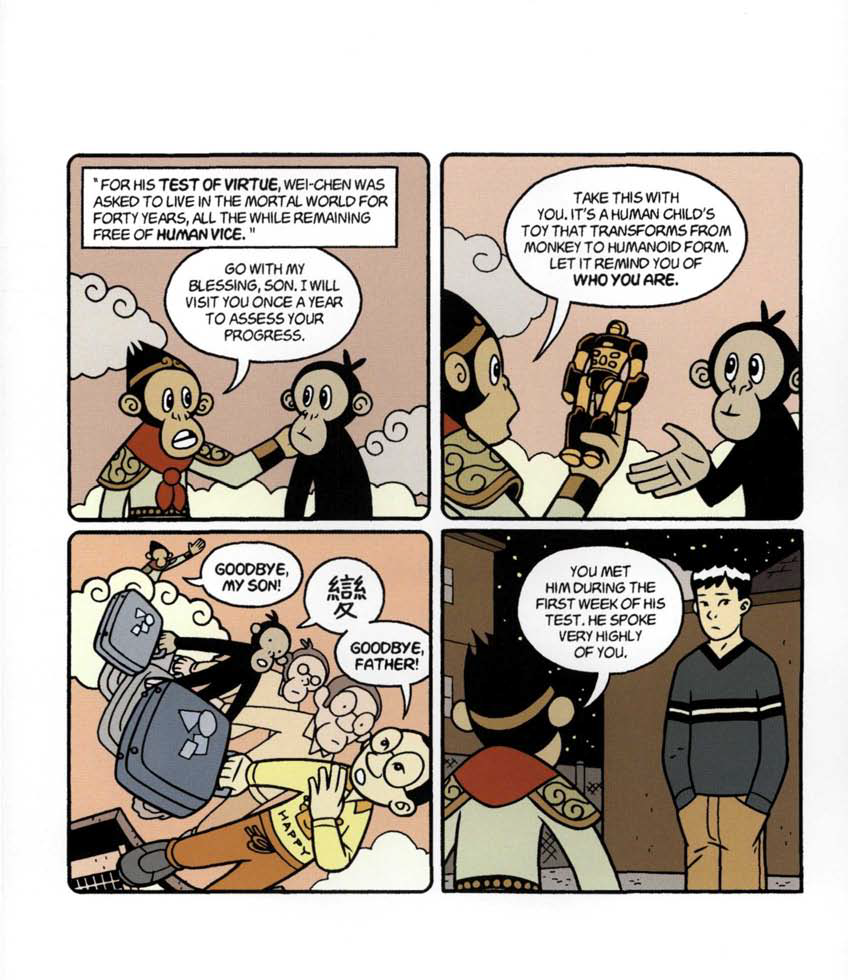 "FOR HIS TEST OF VIRTUE, WEI-CHEN WAS
ASKED TO LIVE IN THE MORTAL WORLD FOR
FORTY YEARS, ALL THE WHILE REMAINING
FREE OF HUMAN VICE."
GO WITH MY
BLESSING, SON. I WILL
VISIT YOU ONCE A YEAR
TO ASSESS YOUR
PROGRESS.
TAKE THIS WITH
YOU. IT'S A HUMAN CHILD'S
TOY THAT TRANSFORMS FROM
MONKEY TO HUMANOID FORM.
LET IT REMIND YOU OF
WHO YOU ARE.
GOODBYE,
MY SON!
變
GOODBYE,
FATHER!
HAPPY
YOU MET
HIM DURING THE
FIRST WEEK OF HIS
TEST. HE SPOKE
VERY HIGHLY
OF YOU.